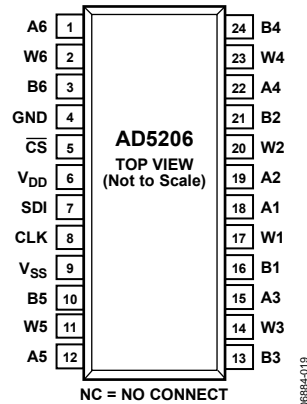 A6 1 24 B4
W6 2 23 W4
B6 3 22 A4
GND 4 21 B2
CS 5 20 W2
VDD 6 19 A2
SDI 7 18 A1
CLK 8 17 W1
VSS 9 16 B1
B5 10 15 A3
W5 11 14 W3
A5 12 13 B3
AD5206
TOP VIEW
(Not to Scale)
NC = NO CONNECT
06884-019